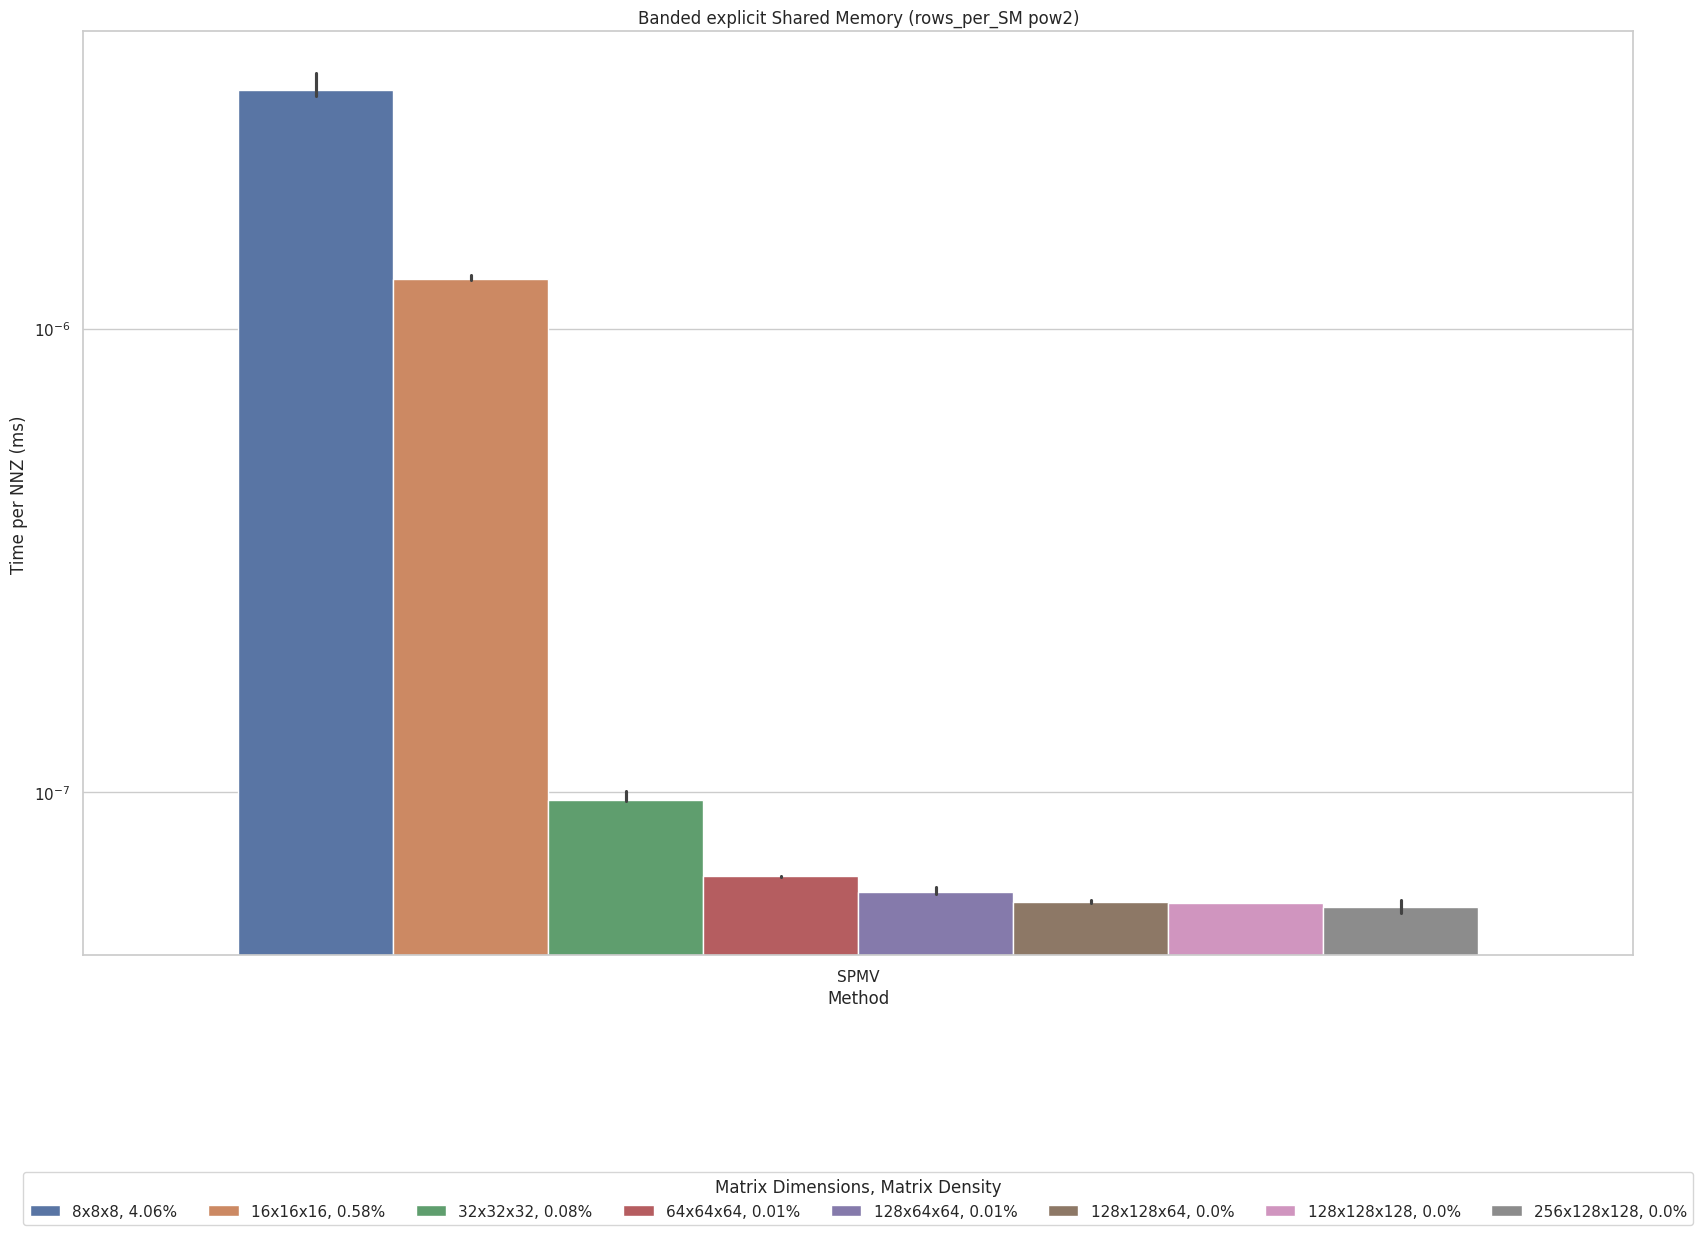 Banded explicit Shared Memory (rows_per_SM pow2)
Time per NNZ (ms)
10⁻⁶
10⁻⁷
SPMV
Method
Matrix Dimensions, Matrix Density
8x8x8, 4.06% 16x16x16, 0.58% 32x32x32, 0.08% 64x64x64, 0.01% 128x64x64, 0.01% 128x128x64, 0.0% 128x128x128, 0.0% 256x128x128, 0.0%